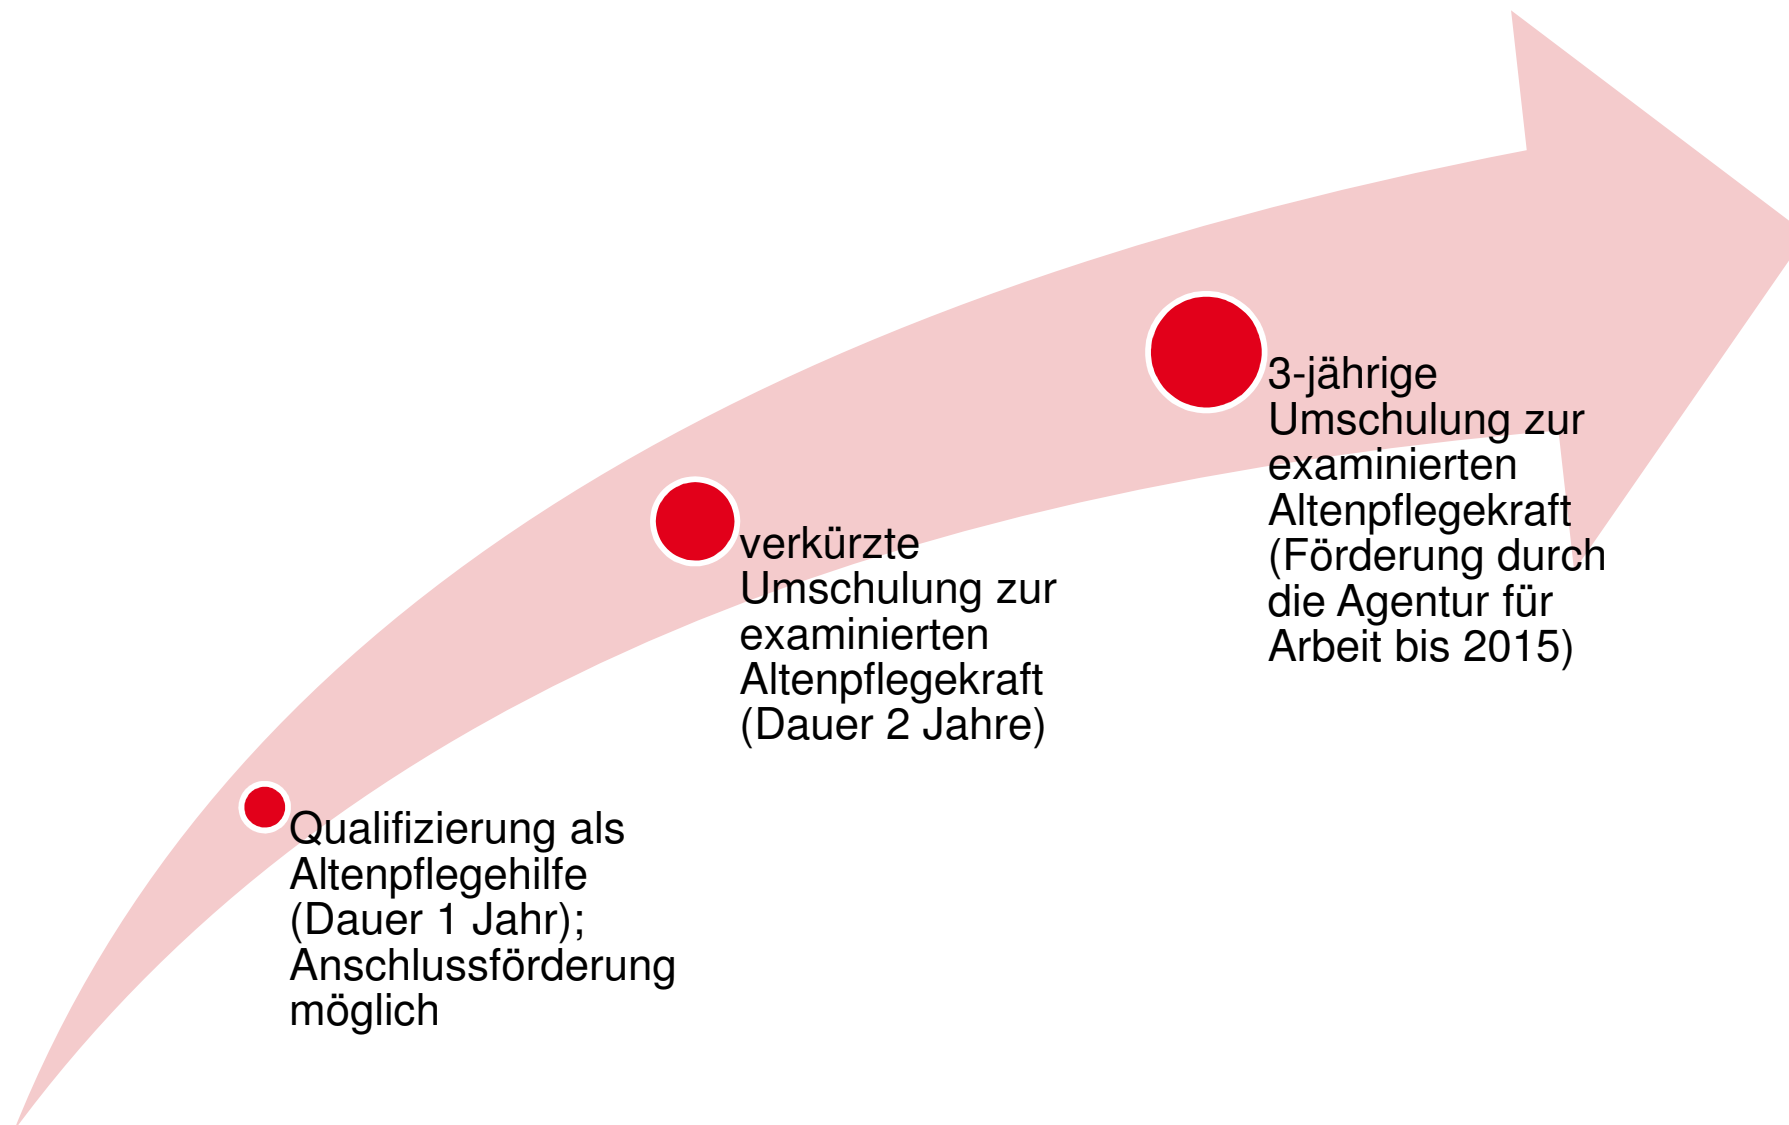 3-jährige
Umschulung zur
examinierten
Altenpflegekraft
(Förderung durch
die Agentur für
Arbeit bis 2015)
verkürzte
Umschulung zur
examinierten
Altenpflegekraft
(Dauer 2 Jahre)
Qualifizierung als
Altenpflegehilfe
(Dauer 1 Jahr);
Anschlussförderung
möglich